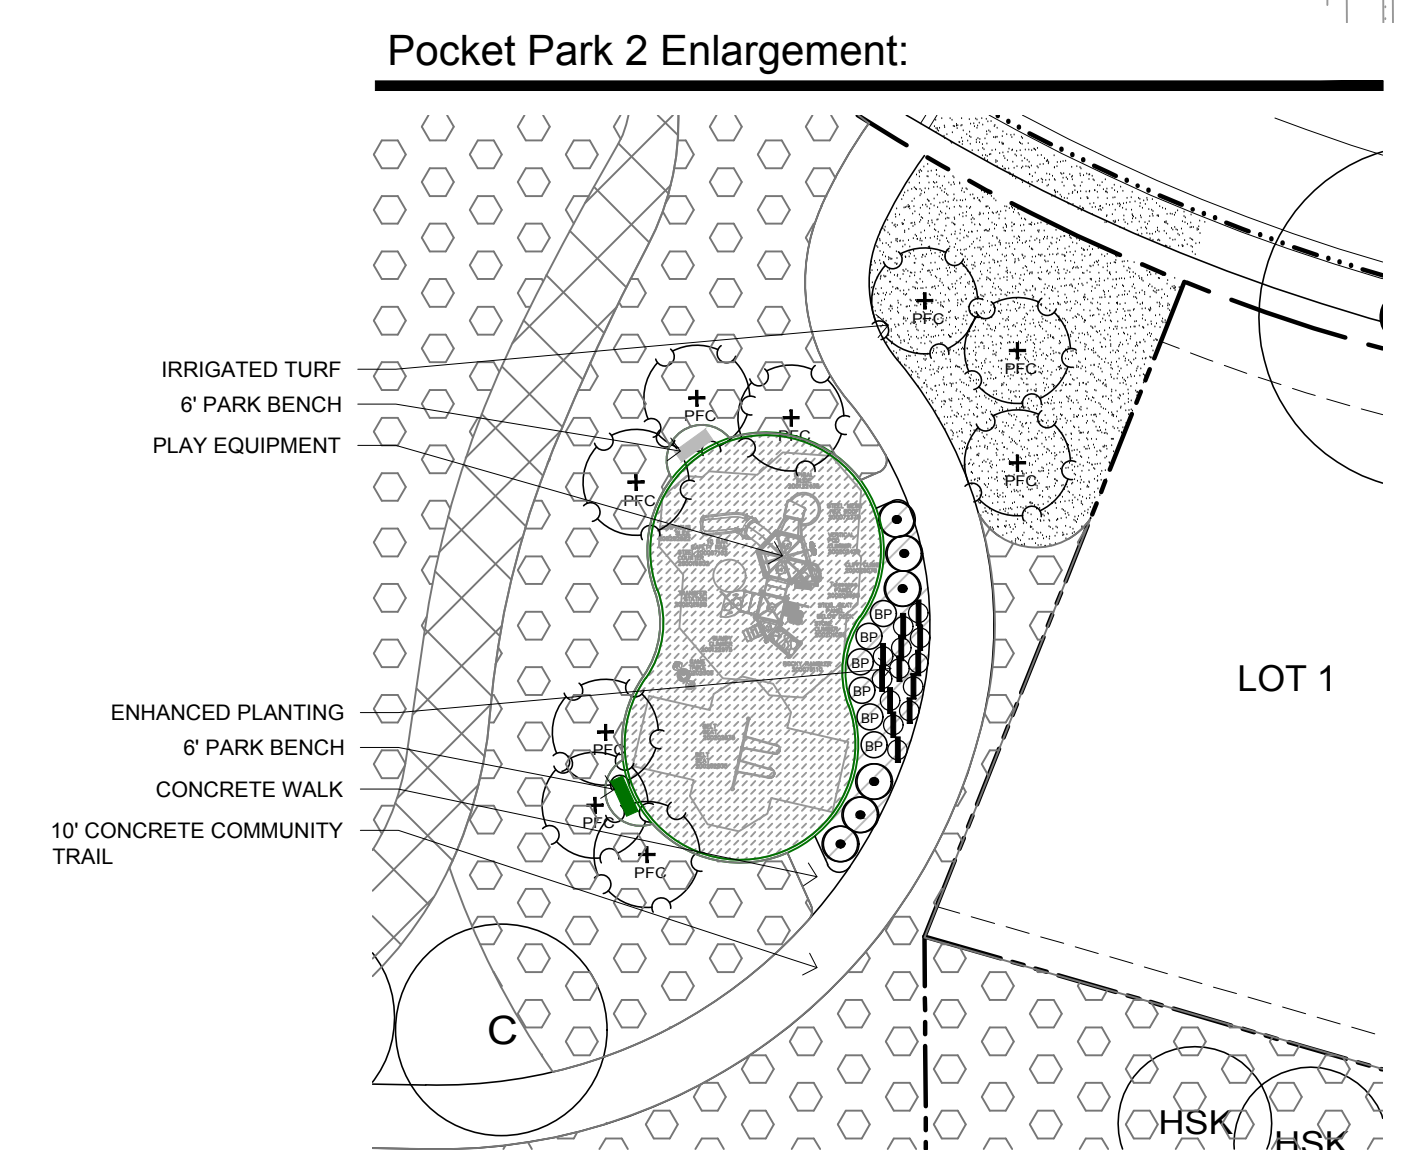 Pocket Park 2 Enlargement:
PFC
PFC
IRRIGATED TURF
6' PARK BENCH
PFC
PFC
PLAY EQUIPMENT
PFC
PFC
BP
BP
BP
LOT 1
BP
ENHANCED PLANTING
BP
6' PARK BENCH
PFC
BP
CONCRETE WALK
PFC
10' CONCRETE COMMUNITY
TRAIL
PFC
C
HSK
HSK